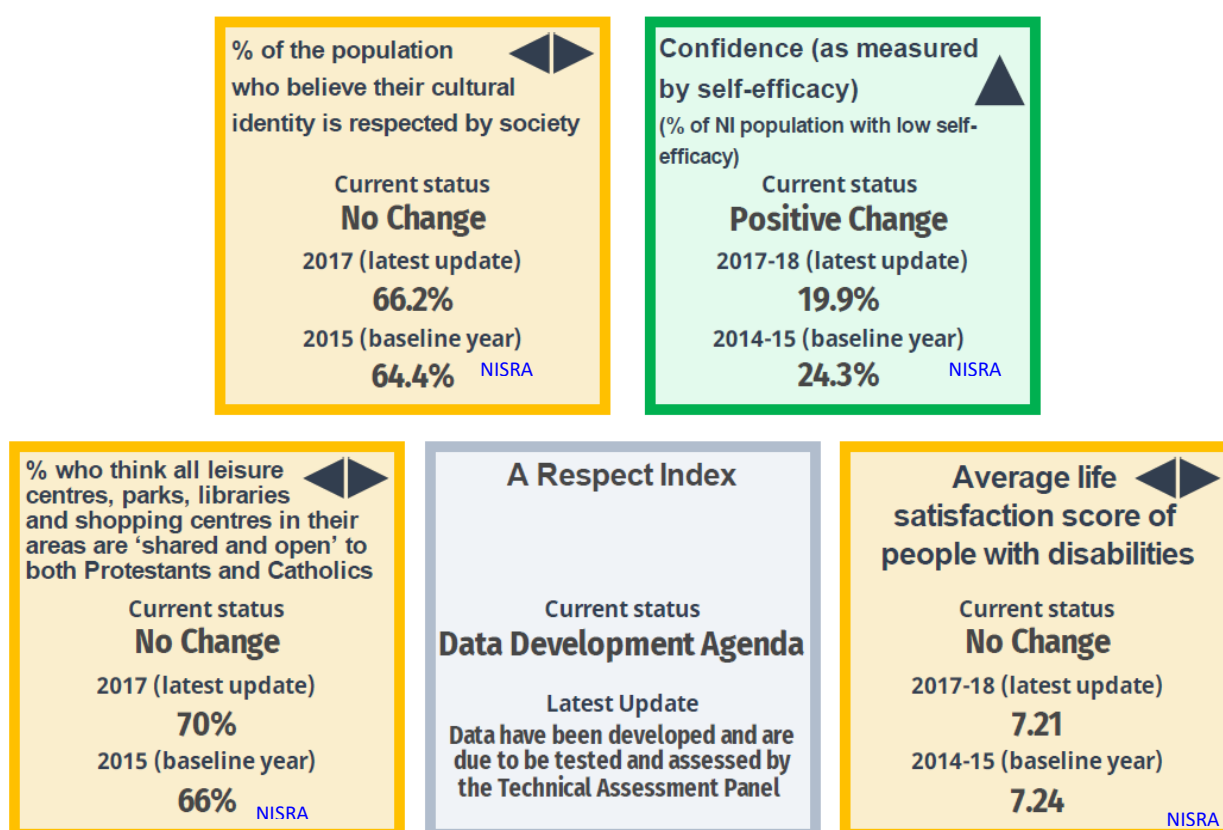 % of the population
who believe their cultural
identity is respected by society
Current status
No Change
2017 (latest update)
66.2%
2015 (baseline year)
64.4% NISRA
Confidence (as measured
by self-efficacy)
(% of NI population with low self-
efficacy)
Current status
Positive Change
2017-18 (latest update)
19.9%
2014-15 (baseline year)
24.3% NISRA
% who think all leisure
centres, parks, libraries
and shopping centres in their
areas are ‘shared and open’ to
both Protestants and Catholics
Current status
No Change
2017 (latest update)
70%
2015 (baseline year)
66% NISRA
A Respect Index
Current status
Data Development Agenda
Latest Update
Data have been developed and are
due to be tested and assessed by
the Technical Assessment Panel
Average life
satisfaction score of
people with disabilities
Current status
No Change
2017-18 (latest update)
7.21
2014-15 (baseline year)
7.24 NISRA